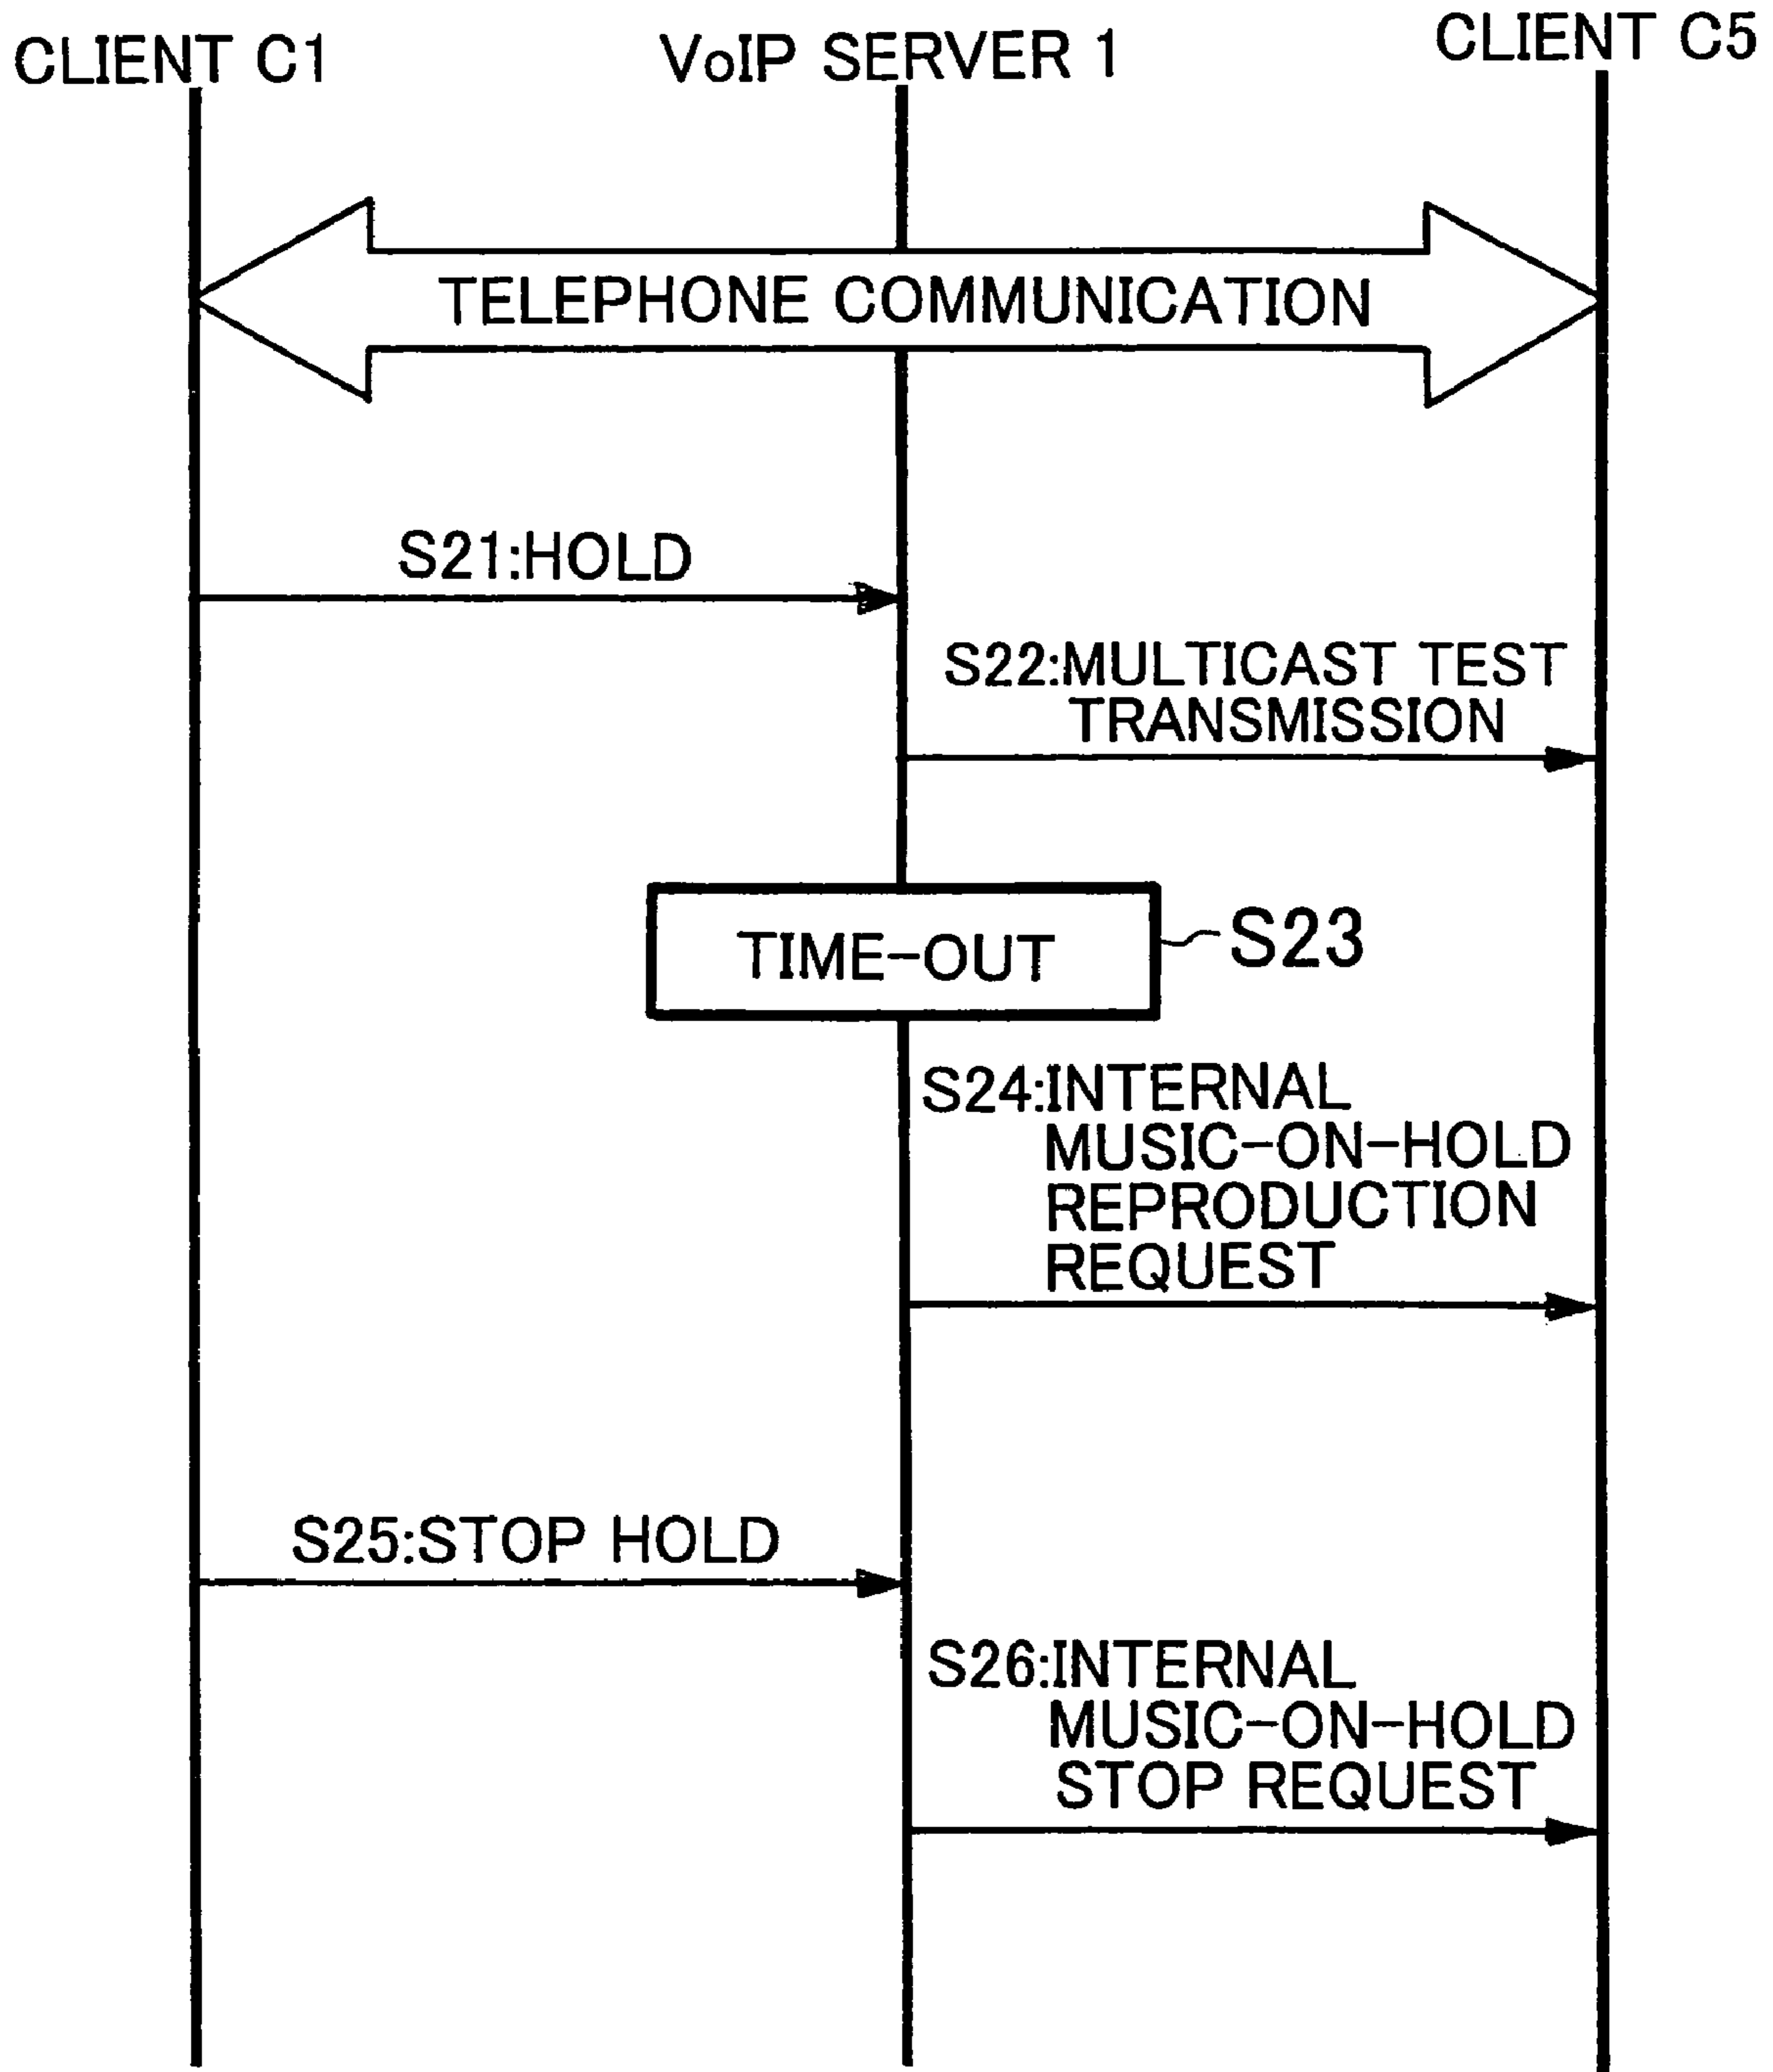 CLIENT C1
VoIP SERVER 1
CLIENT C5
TELEPHONE COMMUNICATION
S21:HOLD
S22:MULTICAST TEST
TRANSMISSION
TIME-OUT
S23
S24:INTERNAL
MUSIC-ON-HOLD
REPRODUCTION
REQUEST
S25:STOP HOLD
S26:INTERNAL
MUSIC-ON-HOLD
STOP REQUEST